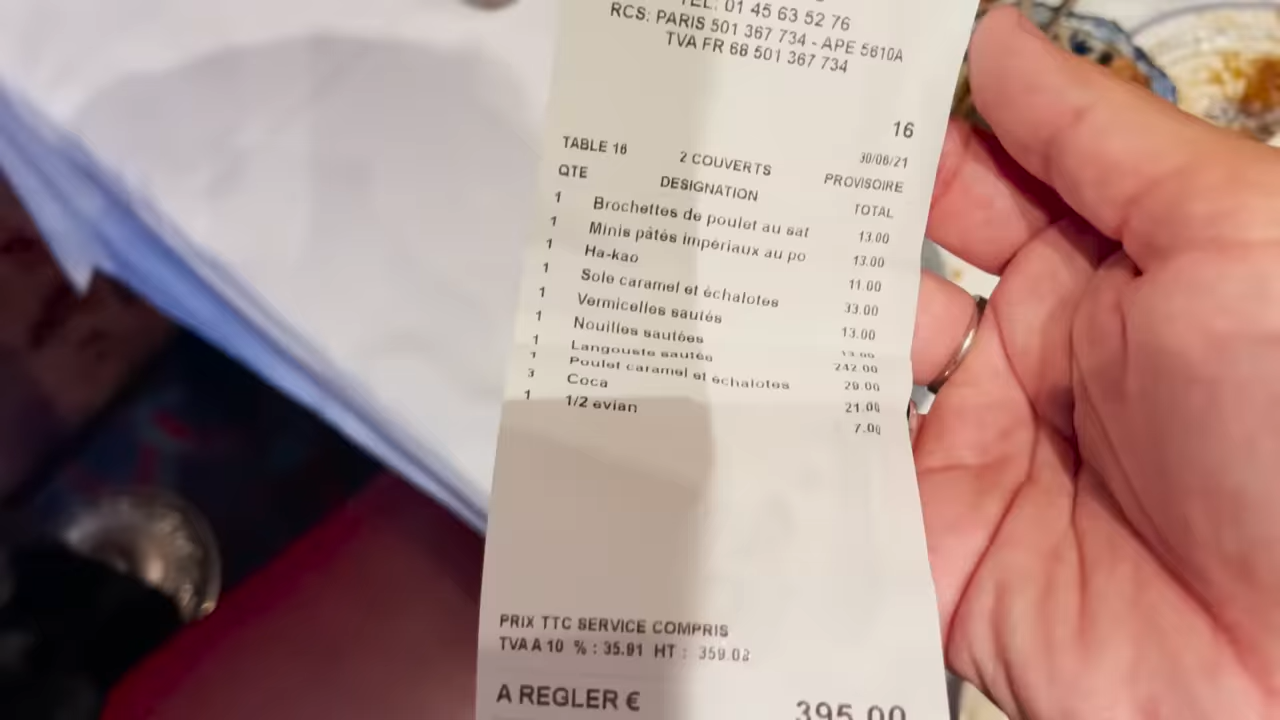 TEL: 01 45 63 52 76
RCS: PARIS 501 367 734 - APE 5610A
TVA FR 68 501 367 734
16
TABLE 16 2 COUVERTS 30/06/21
QTE DESIGNATION PROVISOIRE
TOTAL
1 Brochettes de poulet au sat 13.00
1 Minis pâtés impériaux au po 13.00
1 Ha-kao 11.00
1 Sole caramel et échalotes 33.00
1 Vermicelles sautés 13.00
1 Nouilles sautées 13.00
1 Langouste sautée 242.00
1 Poulet caramel et échalotes 29.00
3 Coca 21.00
1 1/2 evian 7.00
PRIX TTC SERVICE COMPRIS
TVA A 10 % : 35.91 HT : 359.02
A REGLER € 395.00